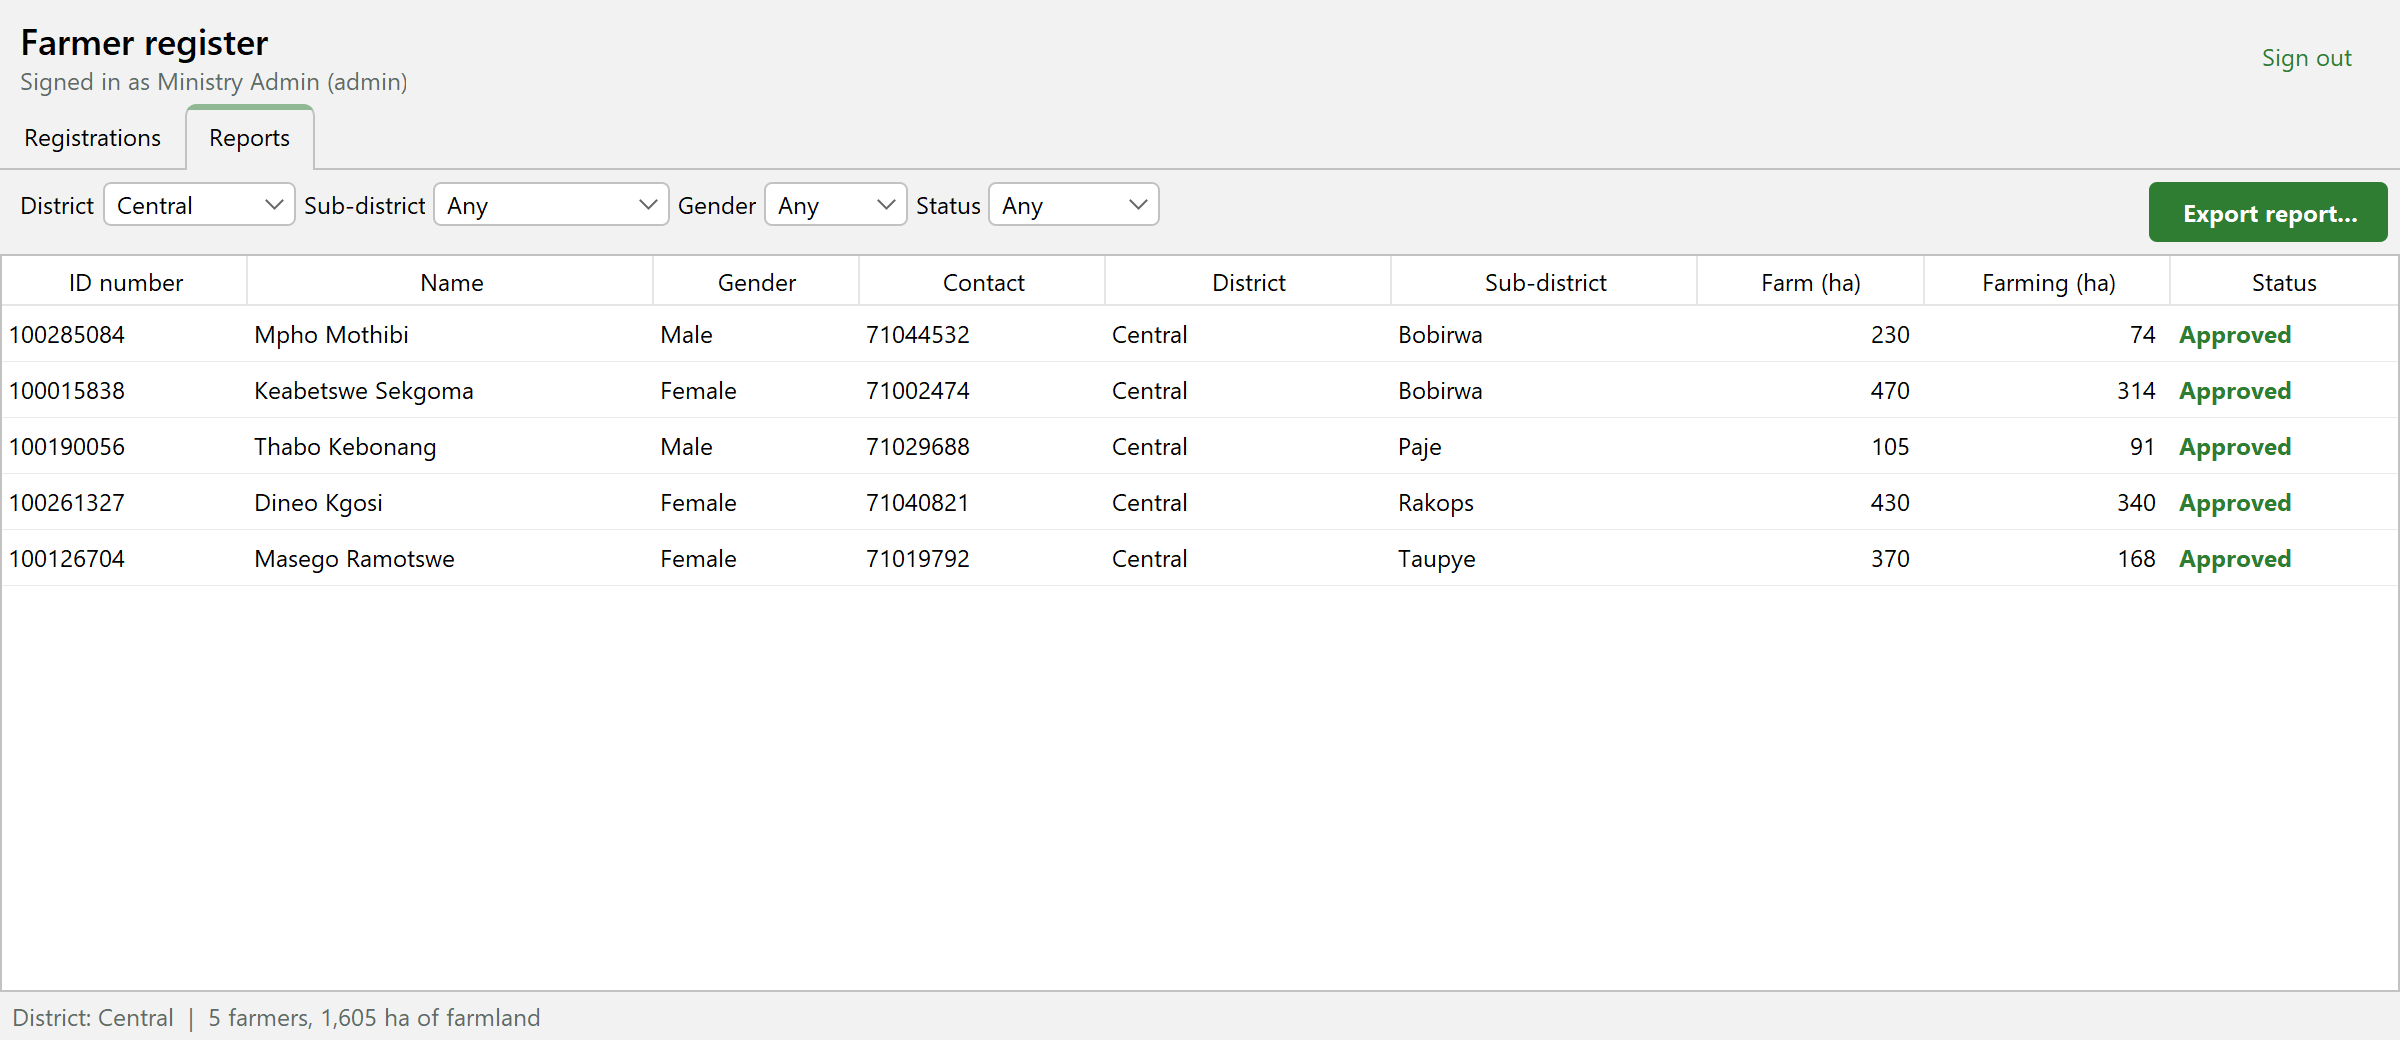 Farmer register
Signed in as Ministry Admin (admin)
Sign out
Registrations Reports
District Central Sub-district Any Gender Any Status Any Export report...
ID number Name Gender Contact District Sub-district Farm (ha) Farming (ha) Status
100285084 Mpho Mothibi Male 71044532 Central Bobirwa 230 74 Approved
100015838 Keabetswe Sekgoma Female 71002474 Central Bobirwa 470 314 Approved
100190056 Thabo Kebonang Male 71029688 Central Paje 105 91 Approved
100261327 Dineo Kgosi Female 71040821 Central Rakops 430 340 Approved
100126704 Masego Ramotswe Female 71019792 Central Taupye 370 168 Approved
District: Central | 5 farmers, 1,605 ha of farmland